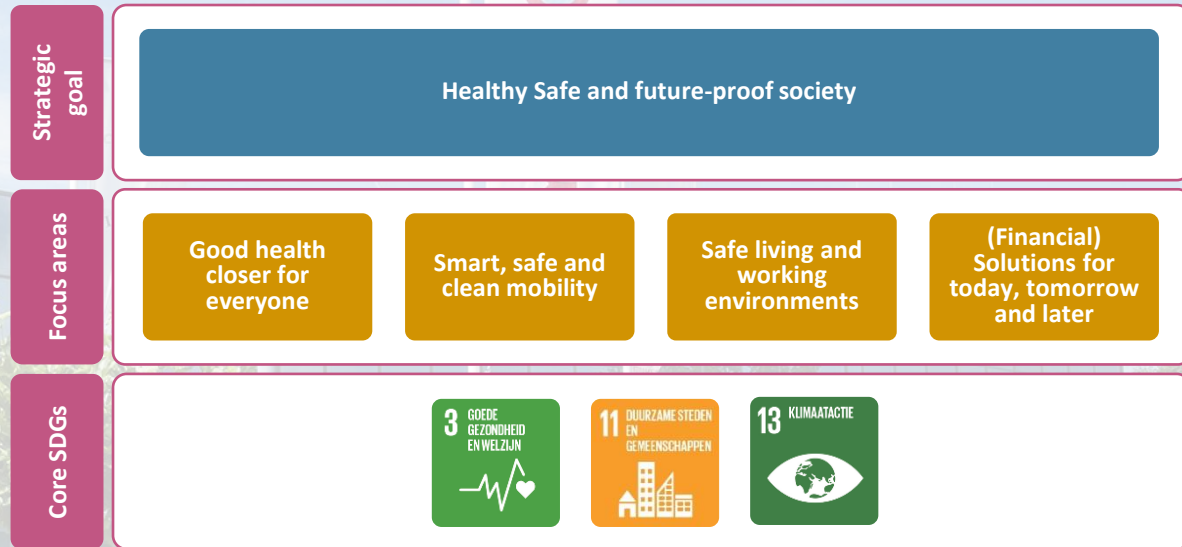 Strategic
goal
Healthy Safe and future-proof society
Focus areas
Good health
closer for
everyone
Smart, safe and
clean mobility
Safe living and
working
environments
(Financial)
Solutions for
today, tomorrow
and later
Core SDGs
3 GOEDE
GEZONDHEID
EN WELZIJN
11 DUURZAME STEDEN
EN
GEMEENSCHAPPEN
13 KLIMAATACTIE